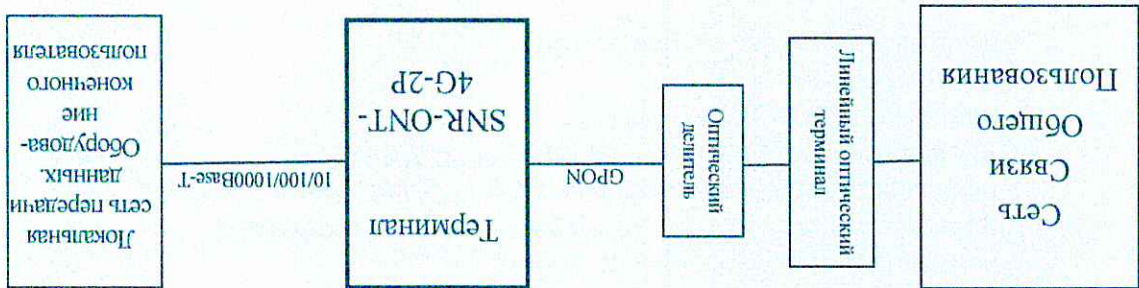 Сеть
Связи
Общего
Пользования
Линейный оптический
терминал
Оптический
делитель
GPON
Терминал
SNR-ONT-
4G-2P
10/100/1000Base-T
Локальная
сеть передачи
данных.
Оборудова-
ние
конечного
пользователя